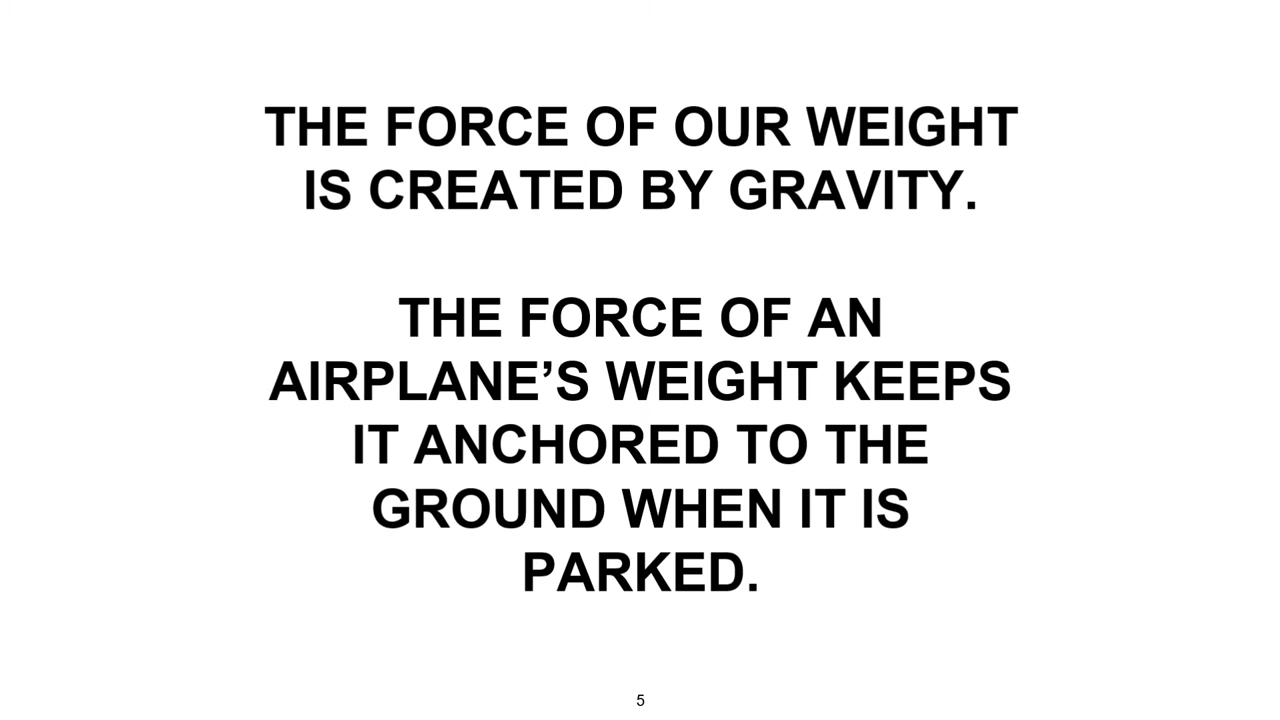 THE FORCE OF OUR WEIGHT
IS CREATED BY GRAVITY.
THE FORCE OF AN
AIRPLANE’S WEIGHT KEEPS
IT ANCHORED TO THE
GROUND WHEN IT IS
PARKED.
5